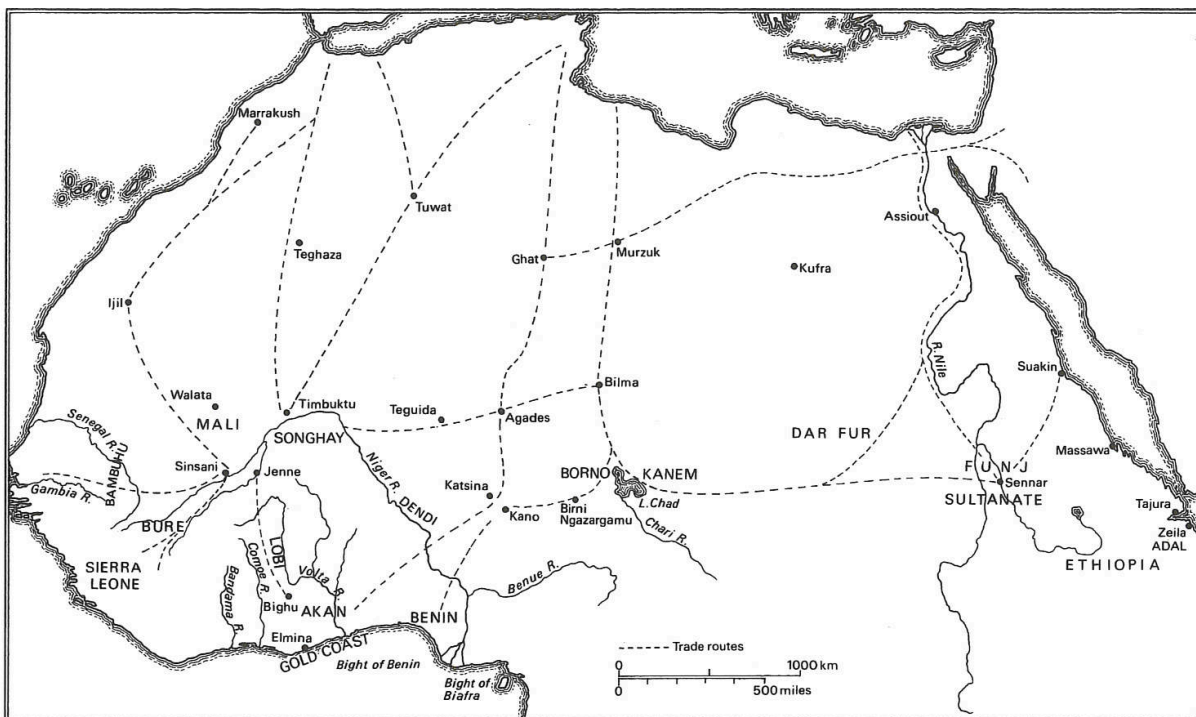 Marrakush
Tuwat
Teghaza
Ghat
Murzuk
Kufra
Assiout
Ijil
R.Nile
Suakin
Bilma
Walata
Timbuktu
Teguida
Agades
MALI
SONGHAY
Senegal R.
BAMBUHU
DAR FUR
Massawa
Sinsani
Jenne
Niger R.
DENDI
Katsina
BORNO
KANEM
FUNJ
Sennar
SULTANATE
Gambia R.
L.Chad
Kano
Birni
Ngazargamu
Chari R.
Tajura
Zeila
ADAL
BURE
SIERRA
LEONE
LOBI
Comoe R.
Volta R.
Bandama R.
Benue R.
ETHIOPIA
Bighu
AKAN
BENIN
Elmina
GOLD COAST
Bight of Benin
Bight of
Biafra
Trade routes
0 1000 km
0 500 miles